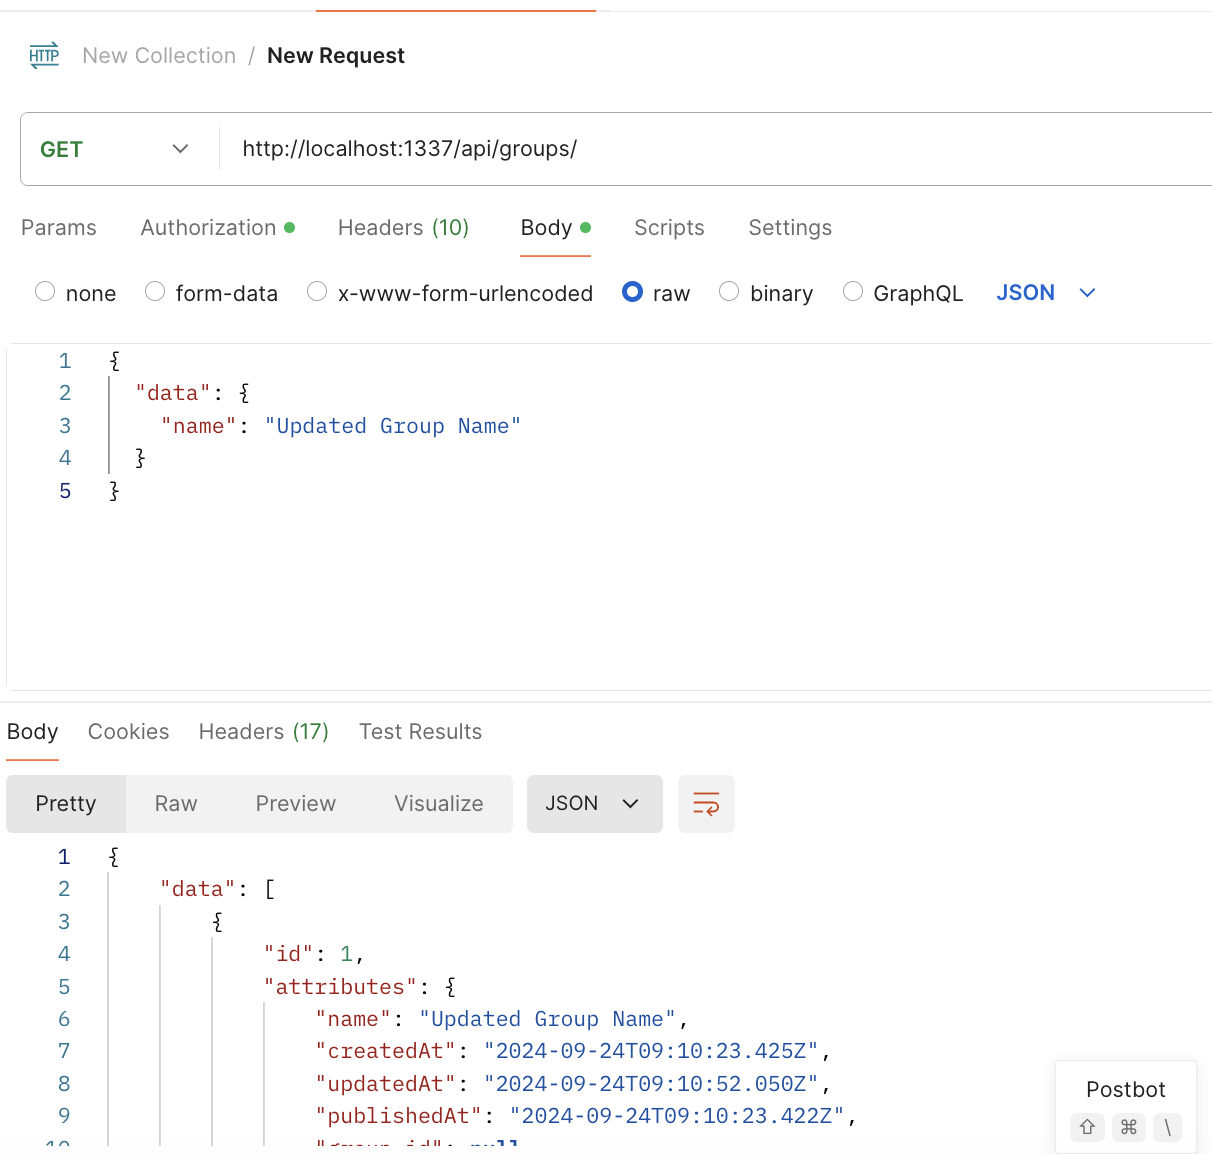 HTTP New Collection / New Request
GET http://localhost:1337/api/groups/
Params Authorization Headers (10) Body Scripts Settings
none form-data x-www-form-urlencoded raw binary GraphQL JSON
1 {
2 "data": {
3 "name": "Updated Group Name"
4 }
5 }
Body Cookies Headers (17) Test Results
Pretty Raw Preview Visualize JSON
1 {
2 "data": [
3 {
4 "id": 1,
5 "attributes": {
6 "name": "Updated Group Name",
7 "createdAt": "2024-09-24T09:10:23.425Z",
8 "updatedAt": "2024-09-24T09:10:52.050Z",
9 "publishedAt": "2024-09-24T09:10:23.422Z",
Postbot
⇧ ⌘ \